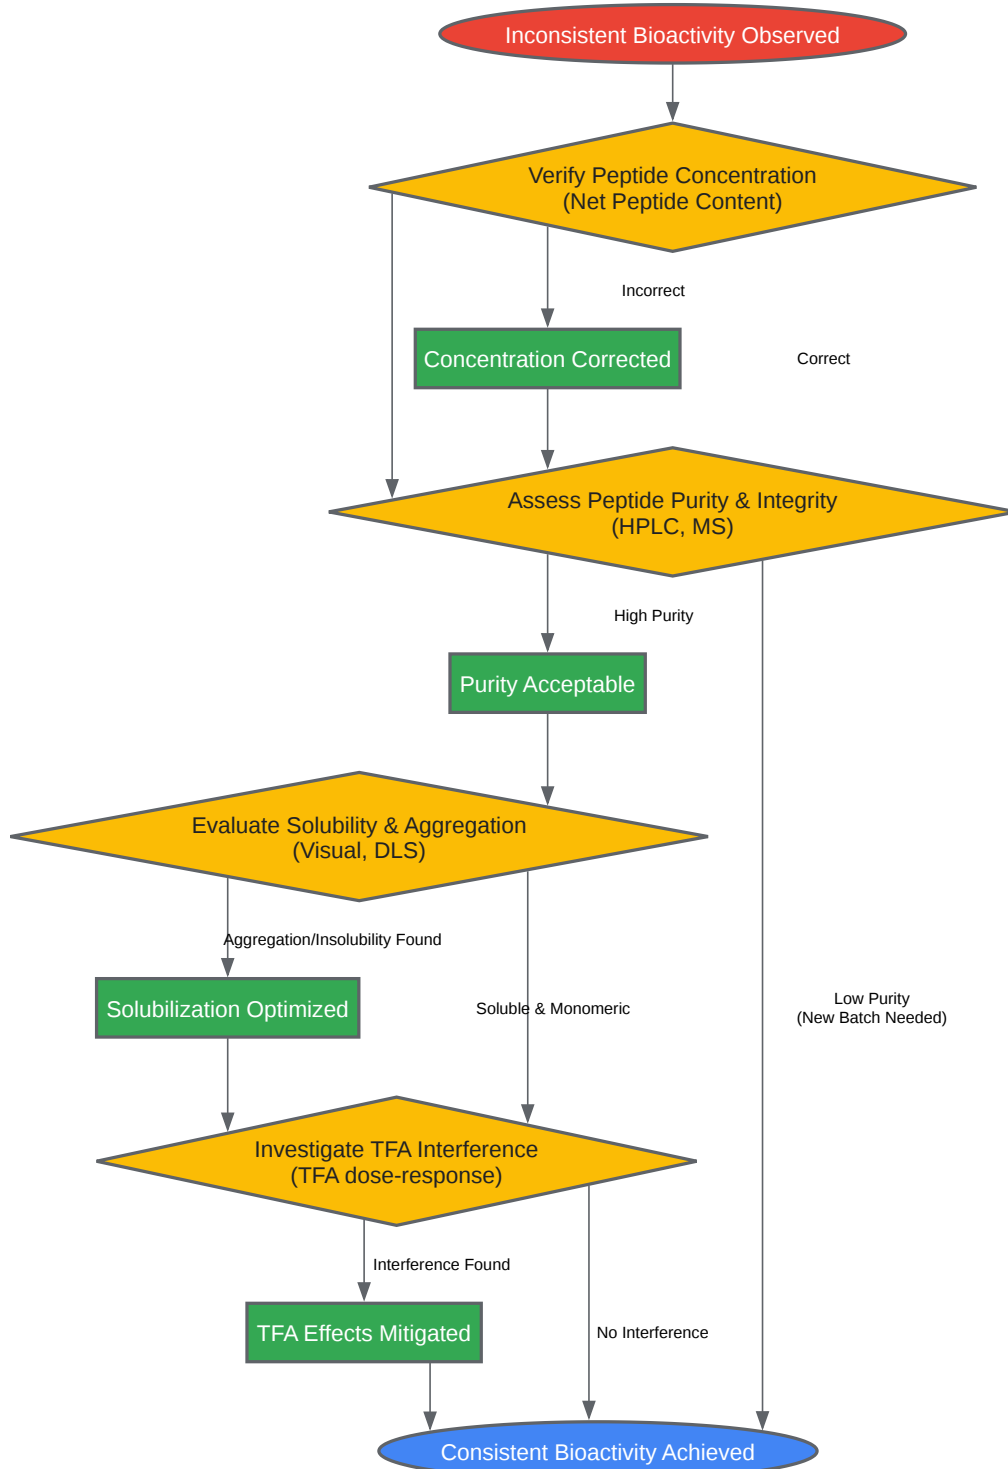 Inconsistent Bioactivity Observed
Verify Peptide Concentration
(Net Peptide Content)
Incorrect
Concentration Corrected
Correct
Assess Peptide Purity & Integrity
(HPLC, MS)
High Purity
Purity Acceptable
Evaluate Solubility & Aggregation
(Visual, DLS)
Aggregation/Insolubility Found
Solubilization Optimized
Soluble & Monomeric
Low Purity
(New Batch Needed)
Investigate TFA Interference
(TFA dose-response)
Interference Found
TFA Effects Mitigated
No Interference
Consistent Bioactivity Achieved